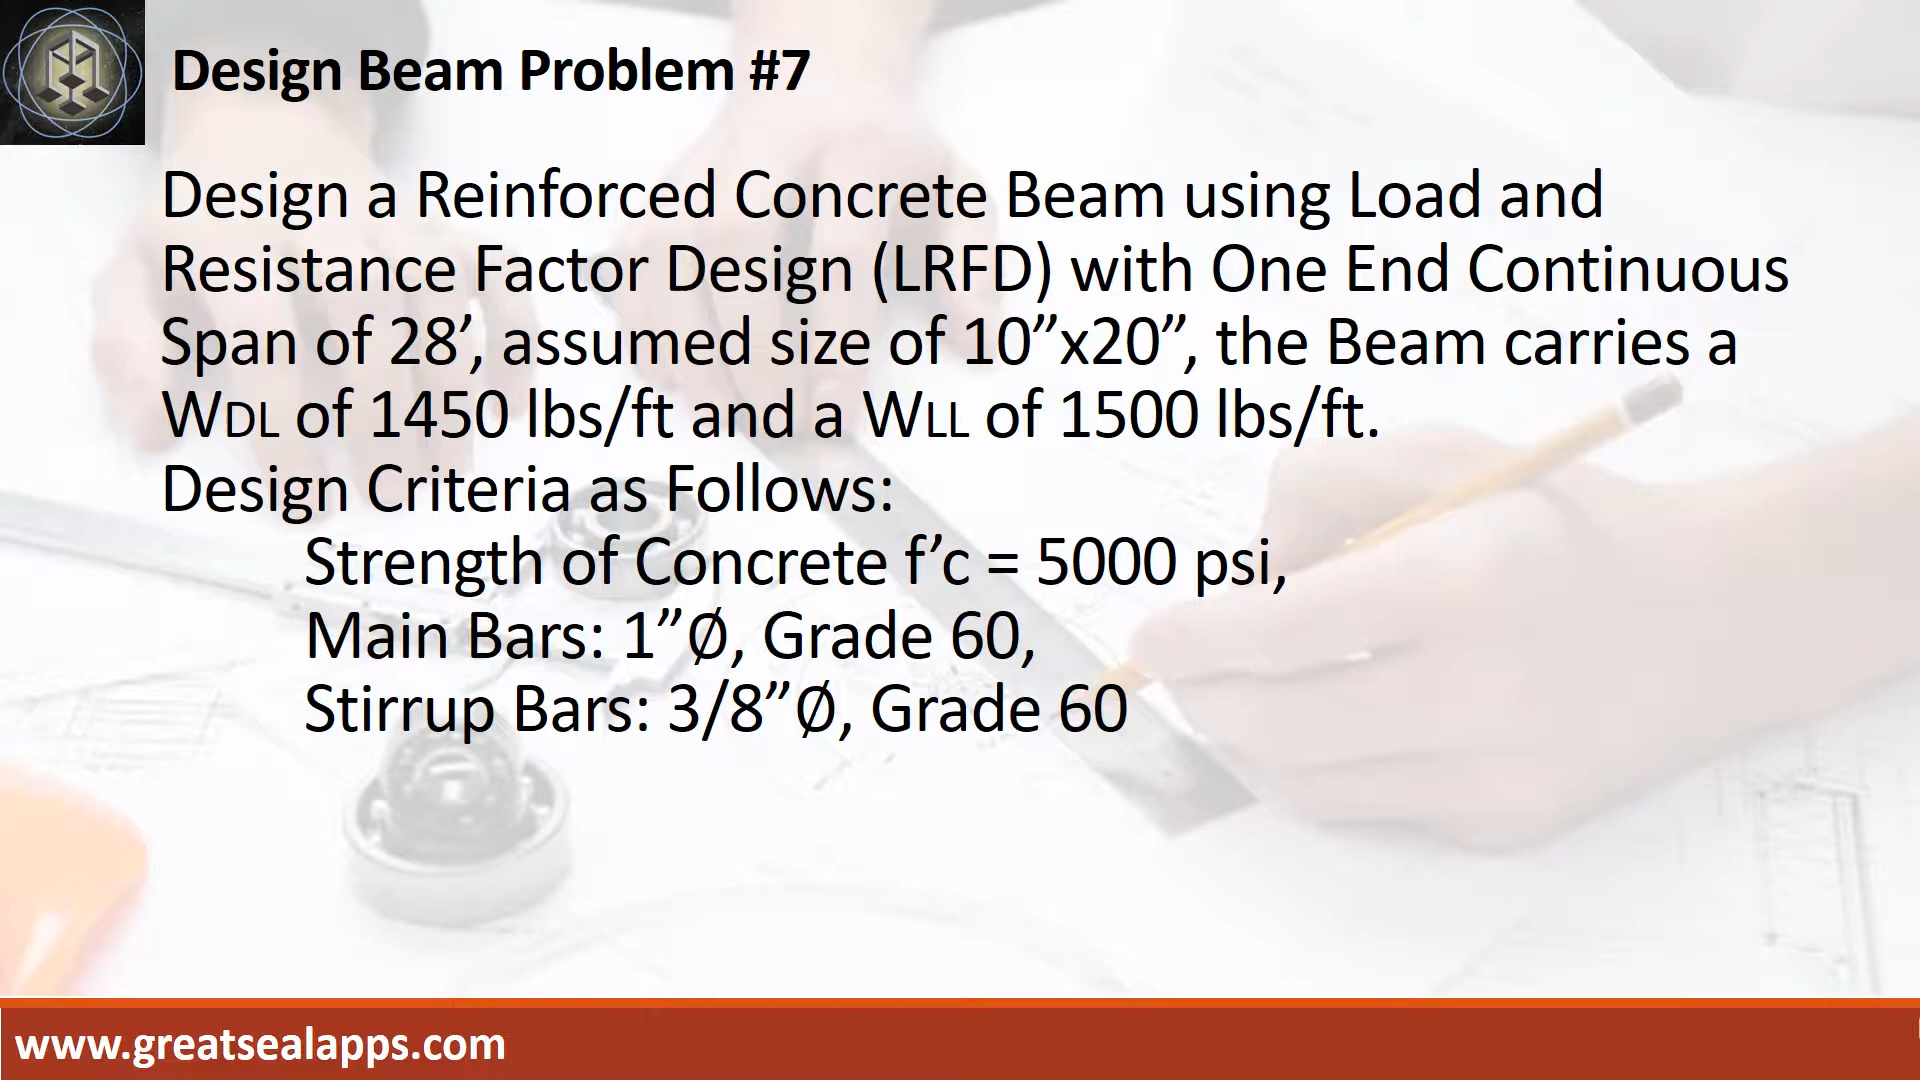 Design Beam Problem #7
Design a Reinforced Concrete Beam using Load and
Resistance Factor Design (LRFD) with One End Continuous
Span of 28’, assumed size of 10”x20”, the Beam carries a
WDL of 1450 lbs/ft and a WLL of 1500 lbs/ft.
Design Criteria as Follows:
Strength of Concrete f’c = 5000 psi,
Main Bars: 1”Ø, Grade 60,
Stirrup Bars: 3/8”Ø, Grade 60
www.greatsealapps.com